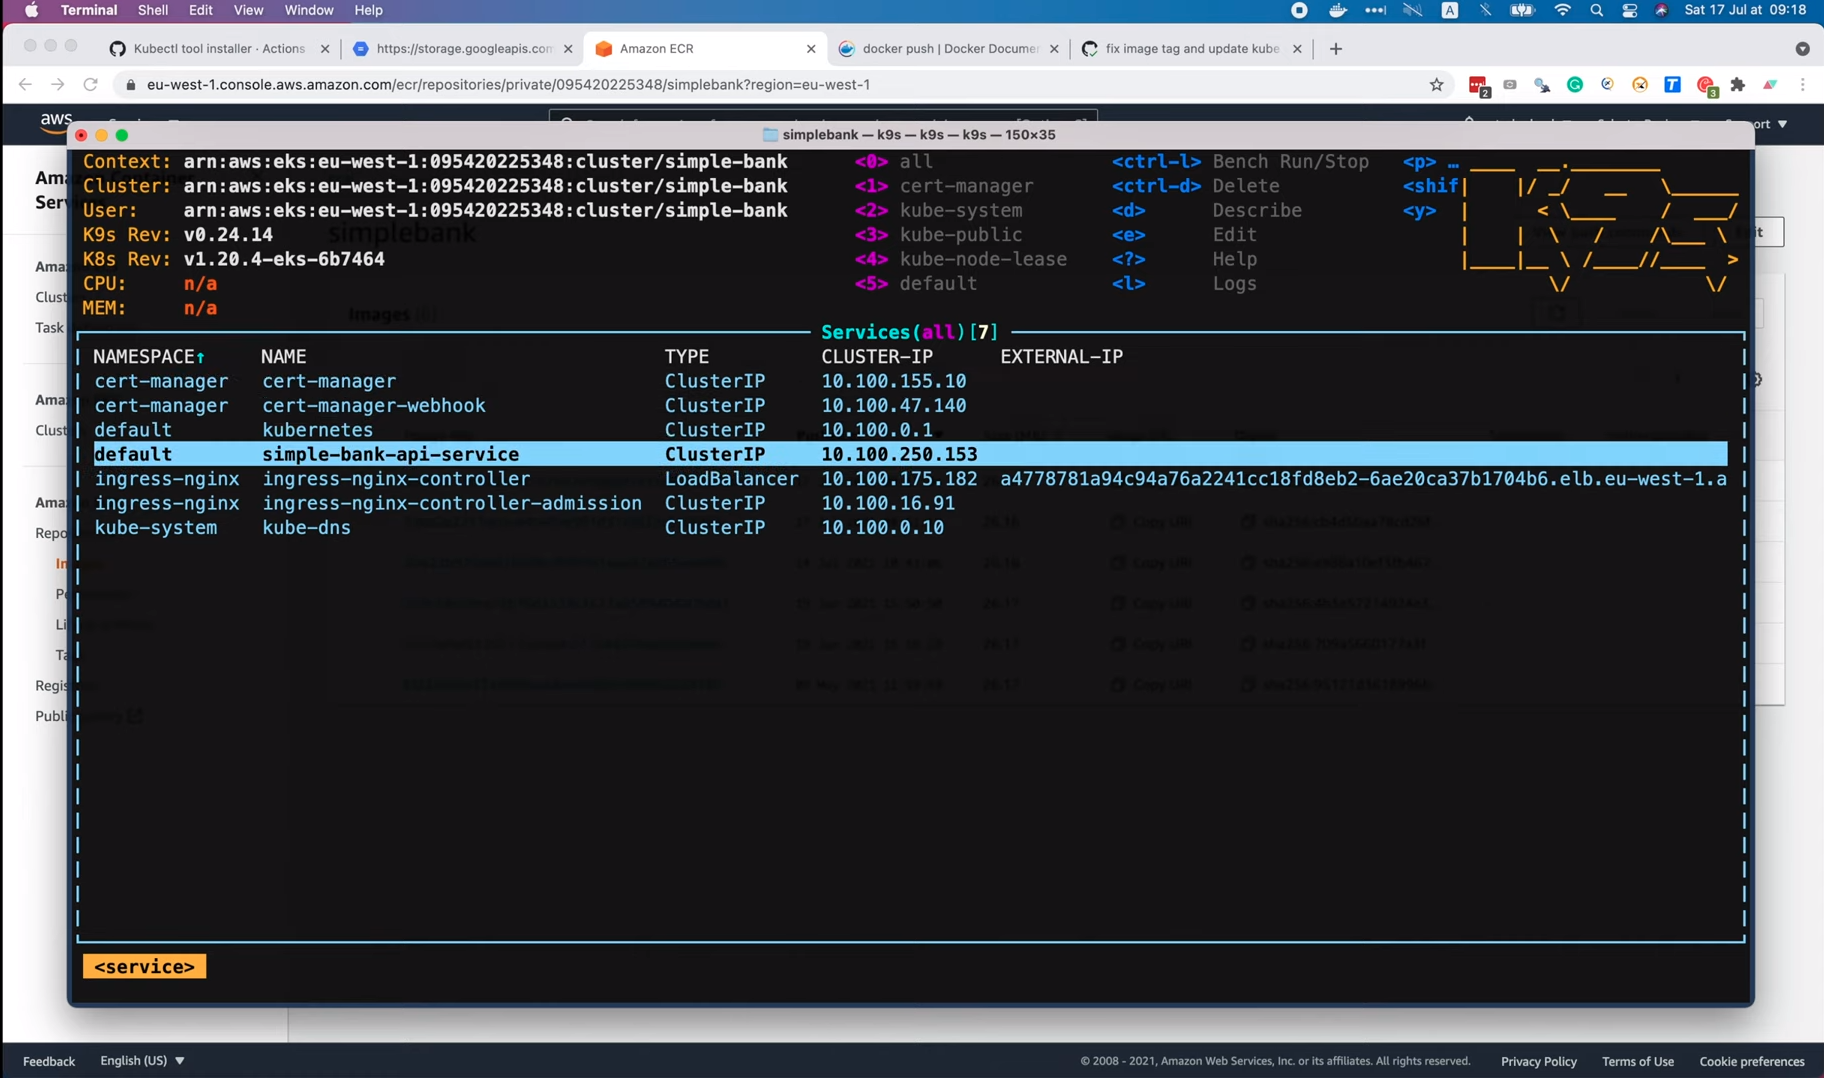 Terminal Shell Edit View Window Help
A Sat 17 Jul at 09:18
Kubectl tool installer · Actions
https://storage.googleapis.com
Amazon ECR
docker push | Docker Documen
fix image tag and update kube
eu-west-1.console.aws.amazon.com/ecr/repositories/private/095420225348/simplebank?region=eu-west-1
aws
simplebank — k9s — k9s — k9s — 150×35
Context: arn:aws:eks:eu-west-1:095420225348:cluster/simple-bank <0> all <ctrl-l> Bench Run/Stop <p> …
Cluster: arn:aws:eks:eu-west-1:095420225348:cluster/simple-bank <1> cert-manager <ctrl-d> Delete <shif
User: arn:aws:eks:eu-west-1:095420225348:cluster/simple-bank <2> kube-system <d> Describe <y>
K9s Rev: v0.24.14 <3> kube-public <e> Edit
K8s Rev: v1.20.4-eks-6b7464 <4> kube-node-lease <?> Help
CPU: n/a <5> default <l> Logs
MEM: n/a
simplebank
Images
Services(all)[7]
NAMESPACE↑ NAME TYPE CLUSTER-IP EXTERNAL-IP
cert-manager cert-manager ClusterIP 10.100.155.10
cert-manager cert-manager-webhook ClusterIP 10.100.47.140
default kubernetes ClusterIP 10.100.0.1
default simple-bank-api-service ClusterIP 10.100.250.153
ingress-nginx ingress-nginx-controller LoadBalancer 10.100.175.182 a4778781a94c94a76a2241cc18fd8eb2-6ae20ca37b1704b6.elb.eu-west-1.a
ingress-nginx ingress-nginx-controller-admission ClusterIP 10.100.16.91
kube-system kube-dns ClusterIP 10.100.0.10
<service>
Feedback English (US)
© 2008 - 2021, Amazon Web Services, Inc. or its affiliates. All rights reserved. Privacy Policy Terms of Use Cookie preferences